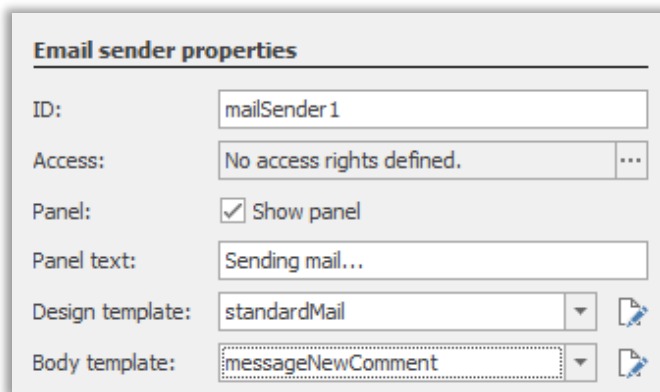 Email sender properties
ID: mailSender1
Access: No access rights defined. ...
Panel: Show panel
Panel text: Sending mail...
Design template: standardMail
Body template: messageNewComment